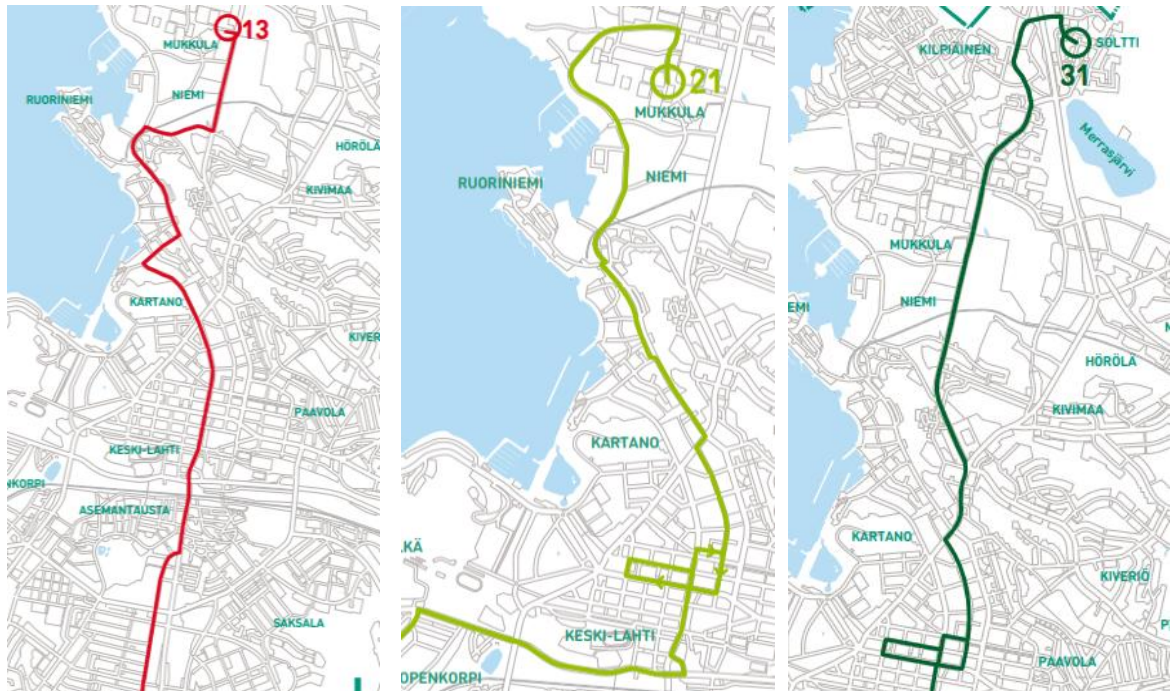 13
MUKKULA
NIEMI
RUORINIEMI
HÖRÖLÄ
KIVIMAA
KARTANO
KIVER
PAAVOLA
KESKI-LAHTI
NKORPI
ASEMANTAUSTA
SAKSALA
21
MUKKULA
NIEMI
RUORINIEMI
KARTANO
LKÄ
KESKI-LAHTI
OPENKORPI
KILPIÄINEN
SOLTTI
31
Merrasjärvi
MUKKULA
NIEMI
EMI
HÖRÖLÄ
KIVIMAA
KARTANO
KIVERIÖ
PAAVOLA